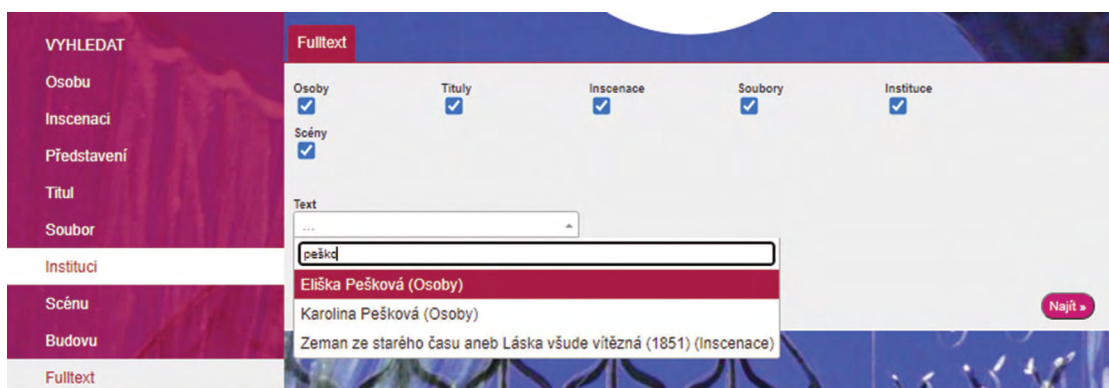 VYHLEDAT
Osobu
Inscenaci
Představení
Titul
Soubor
Instituci
Scénu
Budovu
Fulltext
Fulltext
Osoby Tituly Inscenace Soubory Instituce
Scény
Text
...
peško
Eliška Pešková (Osoby)
Karolina Pešková (Osoby)
Zeman ze starého času aneb Láska všude vítězná (1851) (Inscenace)
Najít »